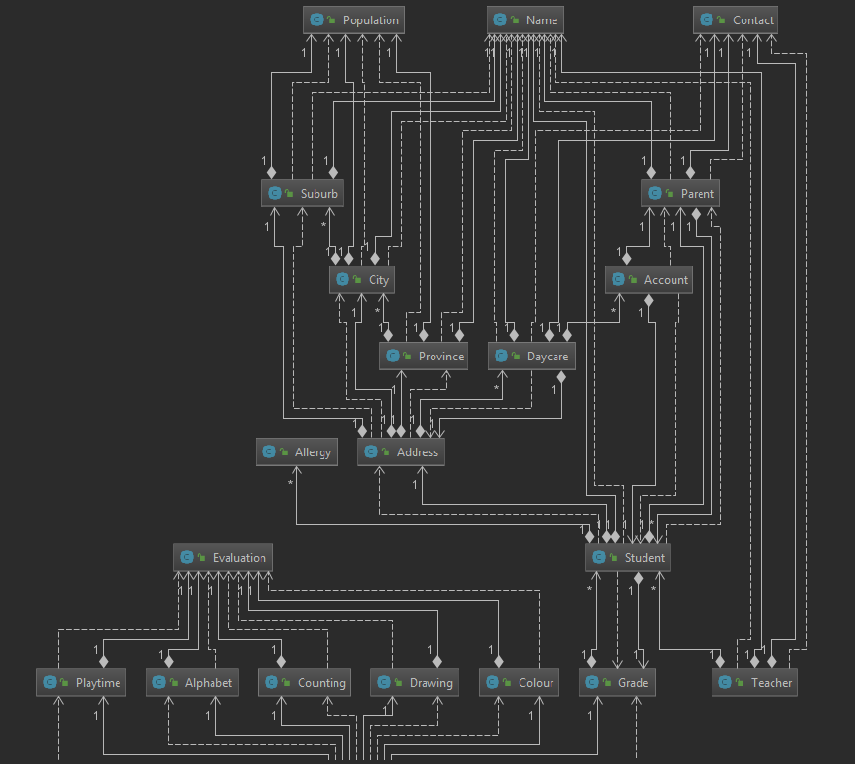 Population
Name
Contact
Suburb
Parent
City
Account
Province
Daycare
Allergy
Address
Evaluation
Student
Playtime
Alphabet
Counting
Drawing
Colour
Grade
Teacher